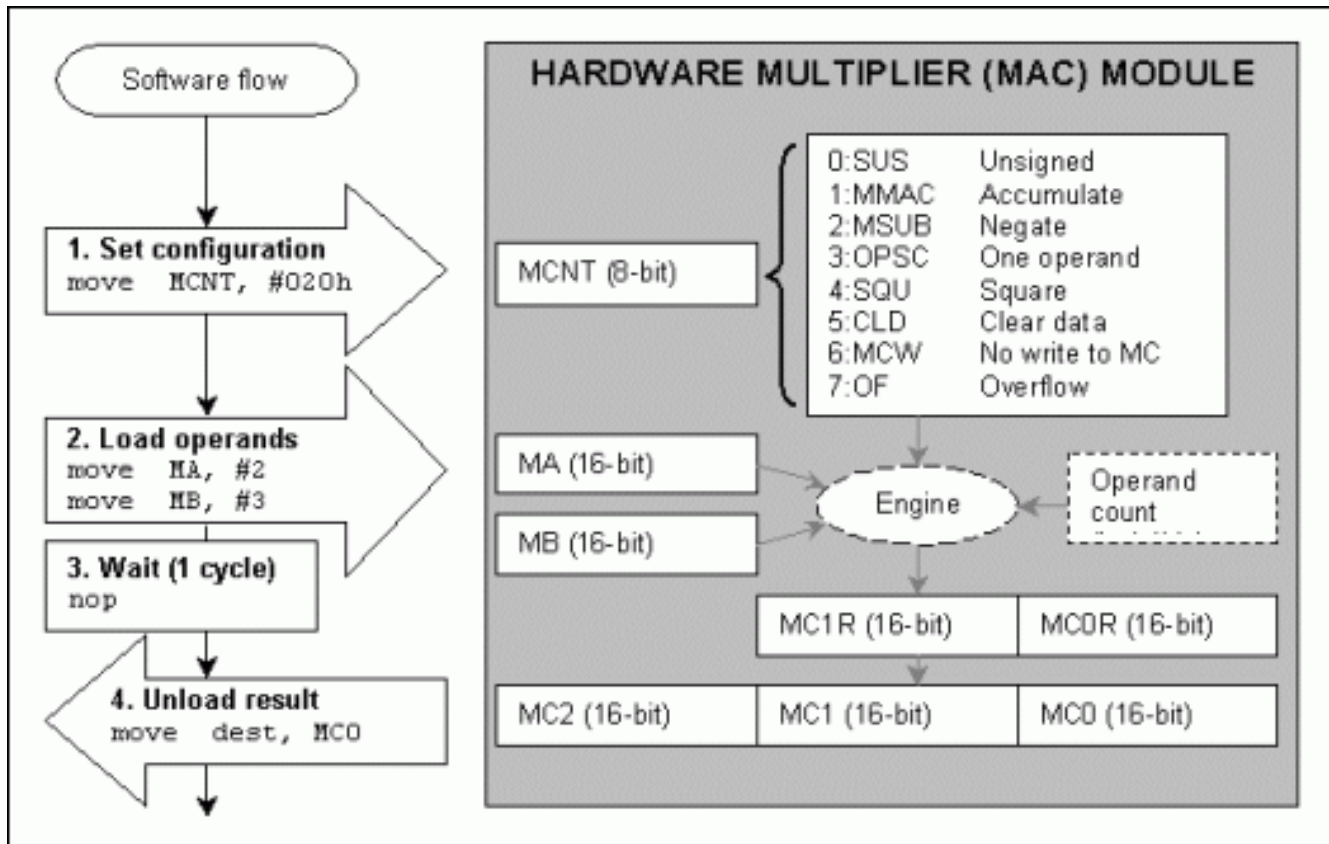 Software flow
1. Set configuration
move MCNT, #020h
2. Load operands
move MA, #2
move MB, #3
3. Wait (1 cycle)
nop
4. Unload result
move dest, MC0
HARDWARE MULTIPLIER (MAC) MODULE
MCNT (8-bit)
0:SUS Unsigned
1:MMAC Accumulate
2:MSUB Negate
3:OPSC One operand
4:SQU Square
5:CLD Clear data
6:MCW No write to MC
7:OF Overflow
MA (16-bit)
MB (16-bit)
Engine
Operand
count
MC1R (16-bit)
MC0R (16-bit)
MC2 (16-bit)
MC1 (16-bit)
MC0 (16-bit)